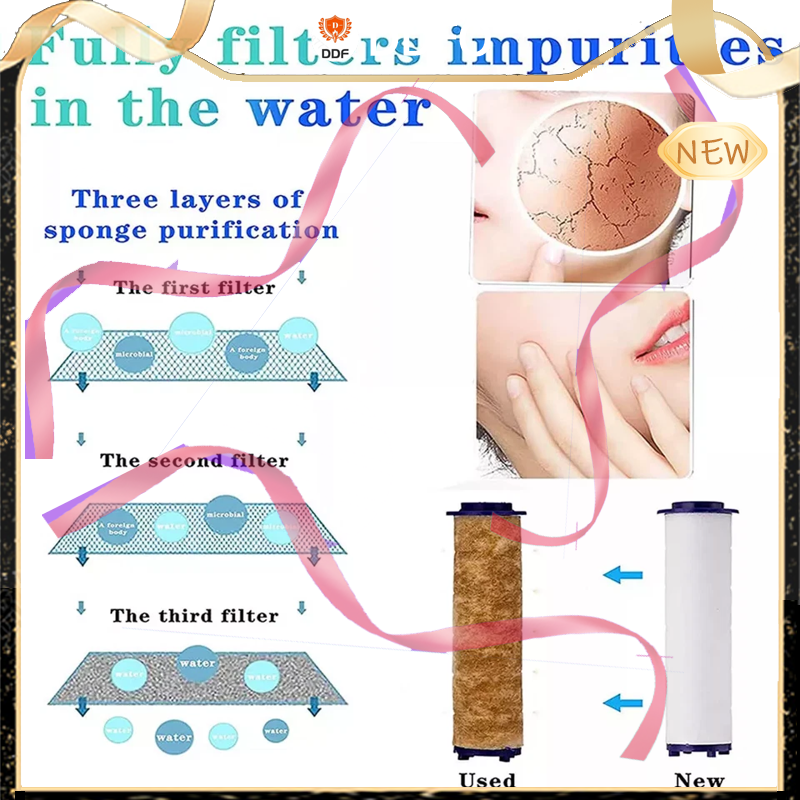 Fully filters impurities
DDF
in the water
NEW
Three layers of
sponge purification
The first filter
A foreign
body
microbial
microbial
A foreign
body
water
The second filter
A foreign
body
water
microbial
The third filter
water
water
water
water
water
water
water
Used
New